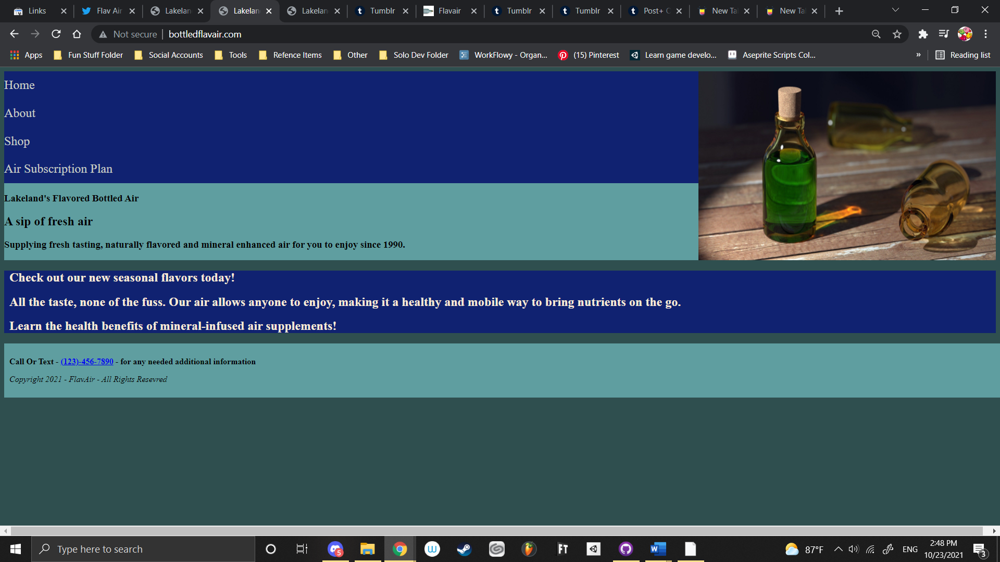 Links
Flav Air
Lakelan
Lakelan
Lakelan
Tumblr
Flavair
Tumblr
Tumblr
Post+ C
New Ta
New Ta
Not secure
bottledflavair.com
Apps
Fun Stuff Folder
Social Accounts
Tools
Refence Items
Other
Solo Dev Folder
WorkFlowy - Organ...
(15) Pinterest
Learn game develo...
Aseprite Scripts Col...
»
Reading list
Home
About
Shop
Air Subscription Plan
Lakeland's Flavored Bottled Air
A sip of fresh air
Supplying fresh tasting, naturally flavored and mineral enhanced air for you to enjoy since 1990.
Check out our new seasonal flavors today!
All the taste, none of the fuss. Our air allows anyone to enjoy, making it a healthy and mobile way to bring nutrients on the go.
Learn the health benefits of mineral-infused air supplements!
Call Or Text - (123)-456-7890 - for any needed additional information
Copyright 2021 - FlavAir - All Rights Resevred
Type here to search
5
W
FT
W
87°F
ENG
2:48 PM
10/23/2021
3